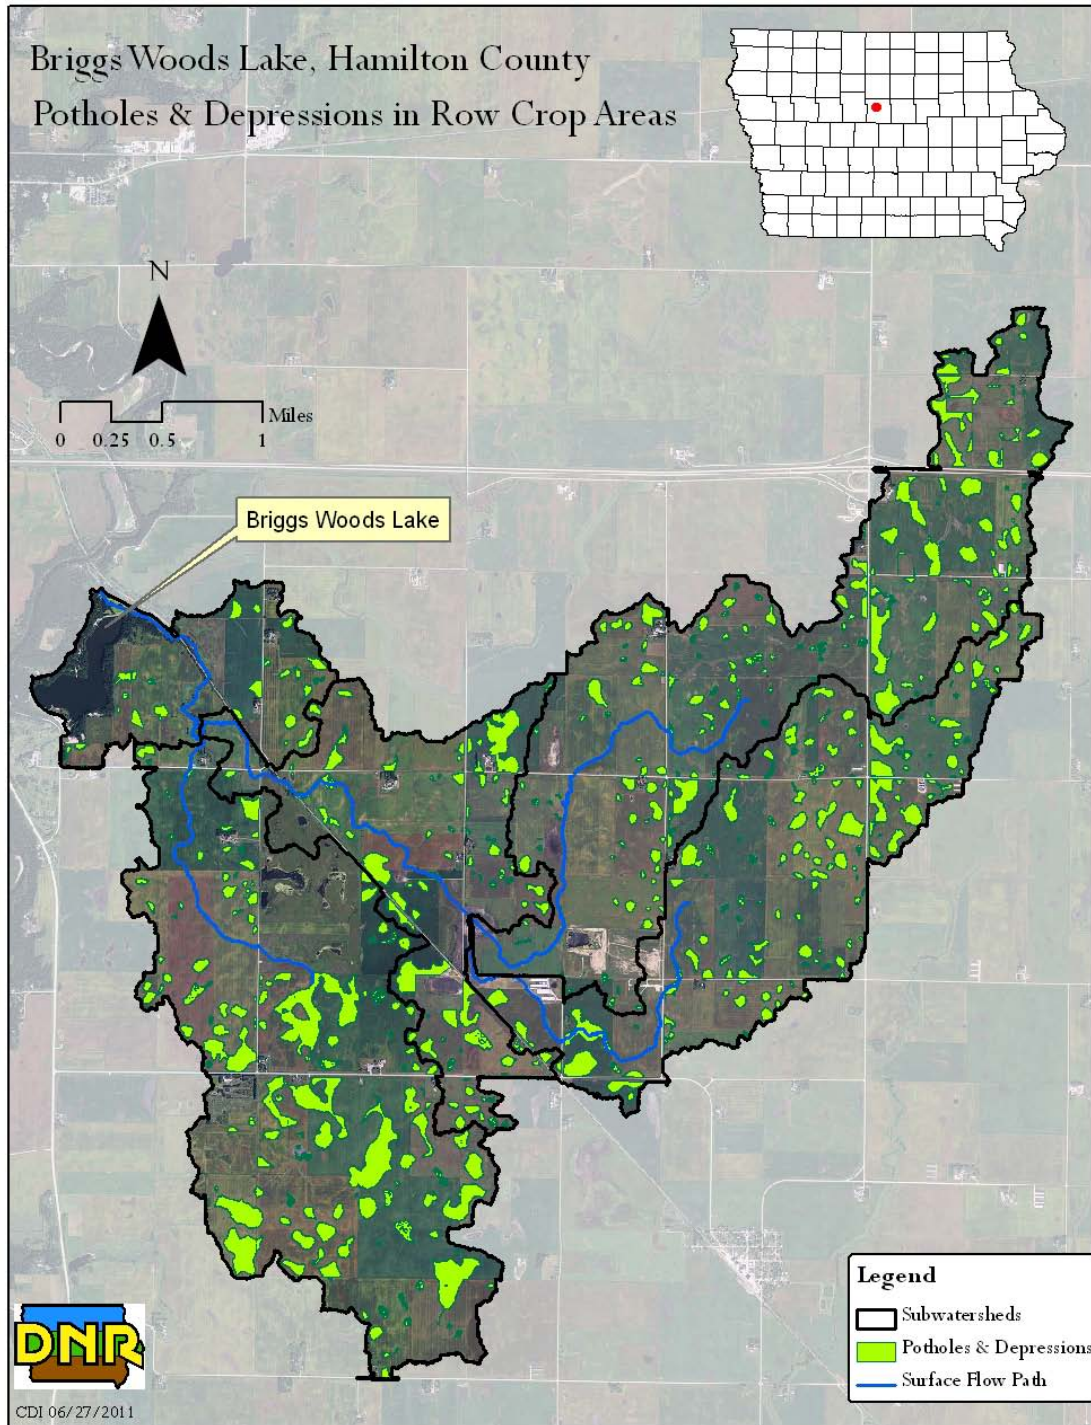 Briggs Woods Lake, Hamilton County
Potholes & Depressions in Row Crop Areas
N
Miles
0 0.25 0.5 1
Briggs Woods Lake
Legend
Subwatersheds
Potholes & Depressions
Surface Flow Path
DNR
CDI 06/27/2011